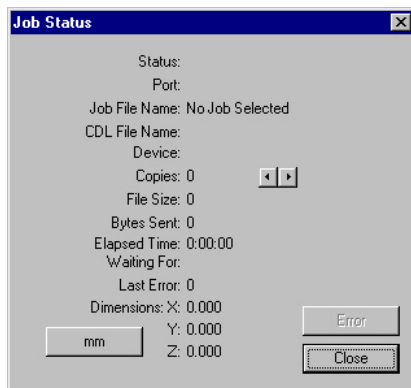 Job Status
Status:
Port:
Job File Name: No Job Selected
CDL File Name:
Device:
Copies: 0
File Size: 0
Bytes Sent: 0
Elapsed Time: 0:00:00
Waiting For:
Last Error: 0
Dimensions: X: 0.000
Y: 0.000
Z: 0.000
mm
Error
Close